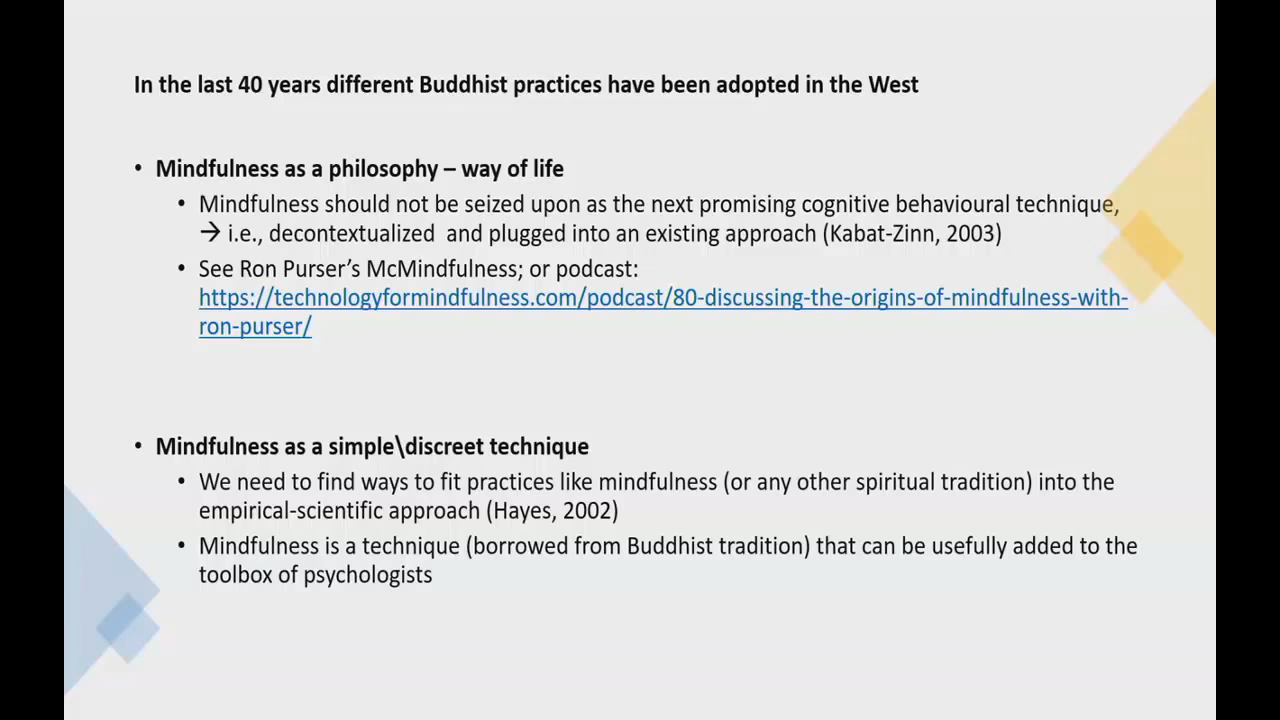 In the last 40 years different Buddhist practices have been adopted in the West
• Mindfulness as a philosophy – way of life
• Mindfulness should not be seized upon as the next promising cognitive behavioural technique,
→ i.e., decontextualized and plugged into an existing approach (Kabat-Zinn, 2003)
• See Ron Purser’s McMindfulness; or podcast:
https://technologyformindfulness.com/podcast/80-discussing-the-origins-of-mindfulness-with-
ron-purser/
• Mindfulness as a simple\discreet technique
• We need to find ways to fit practices like mindfulness (or any other spiritual tradition) into the
empirical-scientific approach (Hayes, 2002)
• Mindfulness is a technique (borrowed from Buddhist tradition) that can be usefully added to the
toolbox of psychologists